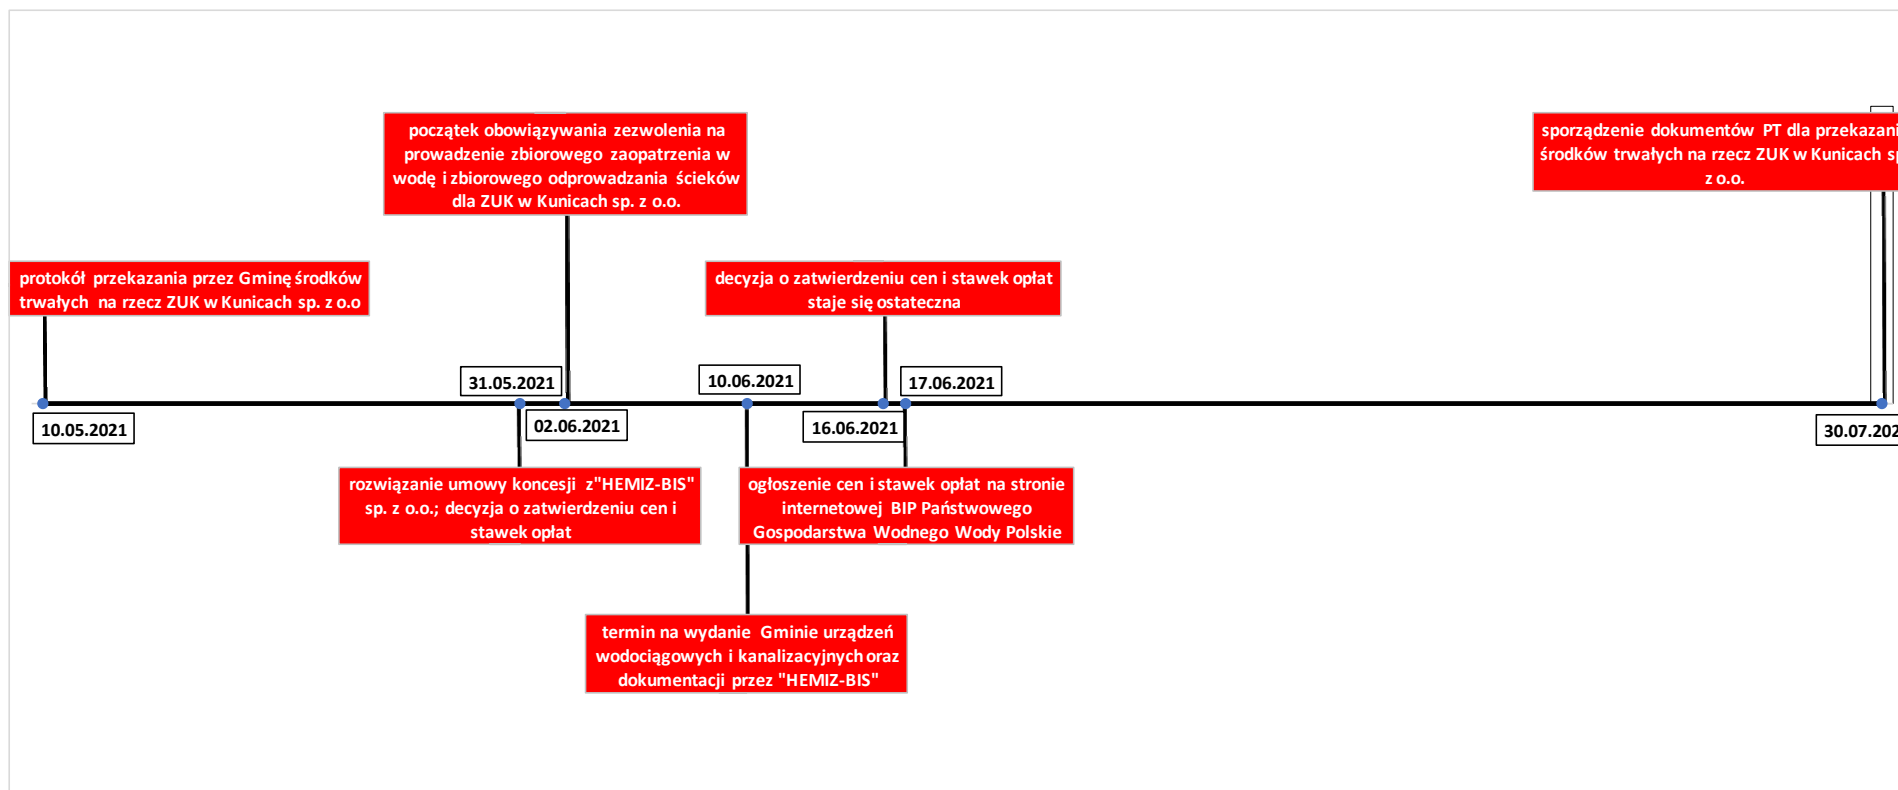 początek obowiązywania zezwolenia na
prowadzenie zbiorowego zaopatrzenia w
wodę i zbiorowego odprowadzania ścieków
dla ZUK w Kunicach sp. z o.o.
sporządzenie dokumentów PT dla przekazani
środków trwałych na rzecz ZUK w Kunicach sp
z o.o.
protokół przekazania przez Gminę środków
trwałych na rzecz ZUK w Kunicach sp. z o.o
decyzja o zatwierdzeniu cen i stawek opłat
staje się ostateczna
31.05.2021
10.06.2021
17.06.2021
10.05.2021
02.06.2021
16.06.2021
30.07.202
rozwiązanie umowy koncesji z"HEMIZ-BIS"
sp. z o.o.; decyzja o zatwierdzeniu cen i
stawek opłat
ogłoszenie cen i stawek opłat na stronie
internetowej BIP Państwowego
Gospodarstwa Wodnego Wody Polskie
termin na wydanie Gminie urządzeń
wodociągowych i kanalizacyjnych oraz
dokumentacji przez "HEMIZ-BIS"